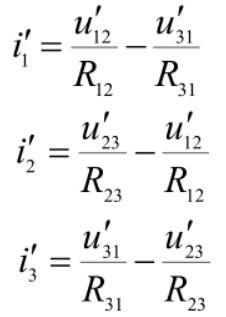 i′₁ = u′₁₂/R₁₂ − u′₃₁/R₃₁
i′₂ = u′₂₃/R₂₃ − u′₁₂/R₁₂
i′₃ = u′₃₁/R₃₁ − u′₂₃/R₂₃